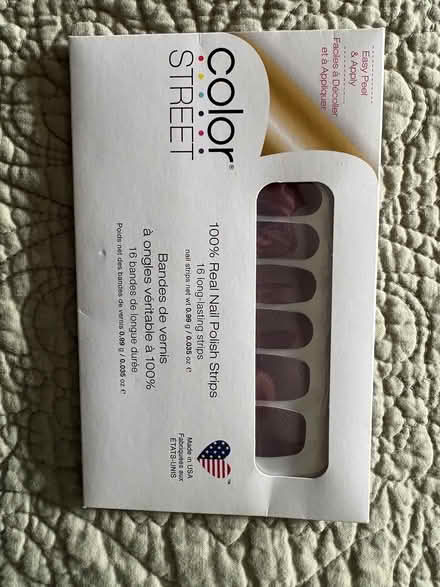 Easy Peel
& Apply
Faciles à Décoller
et à Appliquer
color®
STREET
100% Real Nail Polish Strips
16 long-lasting strips
nail strips net wt 0.99 g / 0.035 oz ℮
Bandes de vernis
à ongles véritable à 100%
16 bandes de longue durée
Poids net des bandes de vernis 0.99 g / 0.035 oz ℮
™
Made in USA
Fabriquées aux
ÉTATS-UNIS